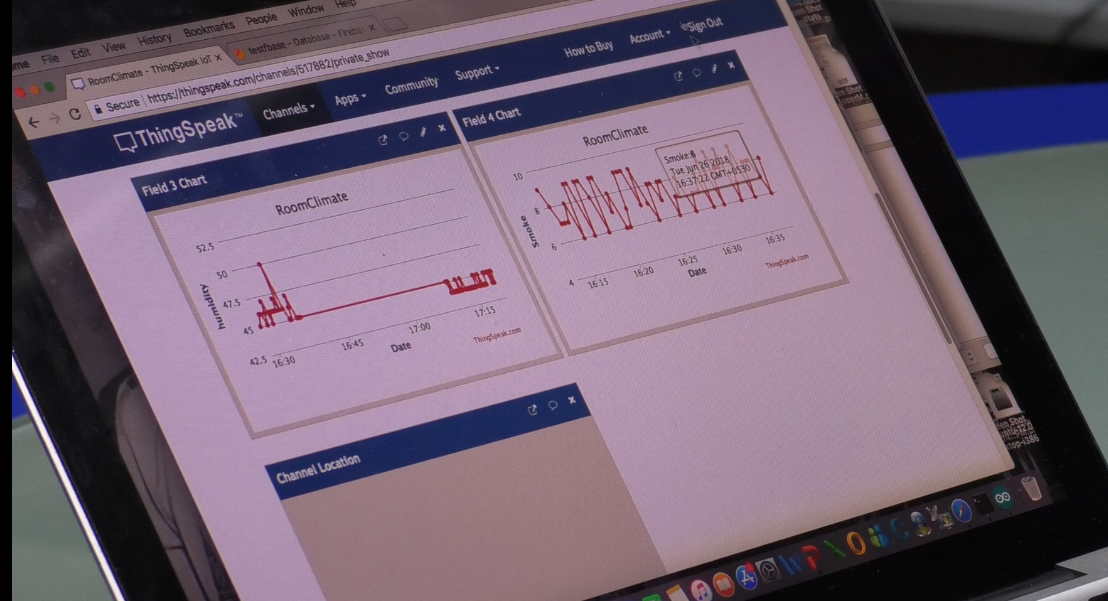 File Edit View History Bookmarks People Window Help
RoomClimate - ThingSpeak IoT × testfbase - Database - Fireb ×
Secure https://thingspeak.com/channels/517882/private_show
ThingSpeak™ Channels Apps Community Support How to Buy Account Sign Out
Field 3 Chart
RoomClimate
humidity
52.5
50
47.5
45
42.5
16:30 16:45 17:00 17:15
Date
ThingSpeak.com
Field 4 Chart
RoomClimate
Smoke
10
8
6
4
16:15 16:20 16:25 16:30 16:35
Date
ThingSpeak.com
Smoke:8
Tue Jun 26 2018
16:37:22 GMT+0530
Channel Location